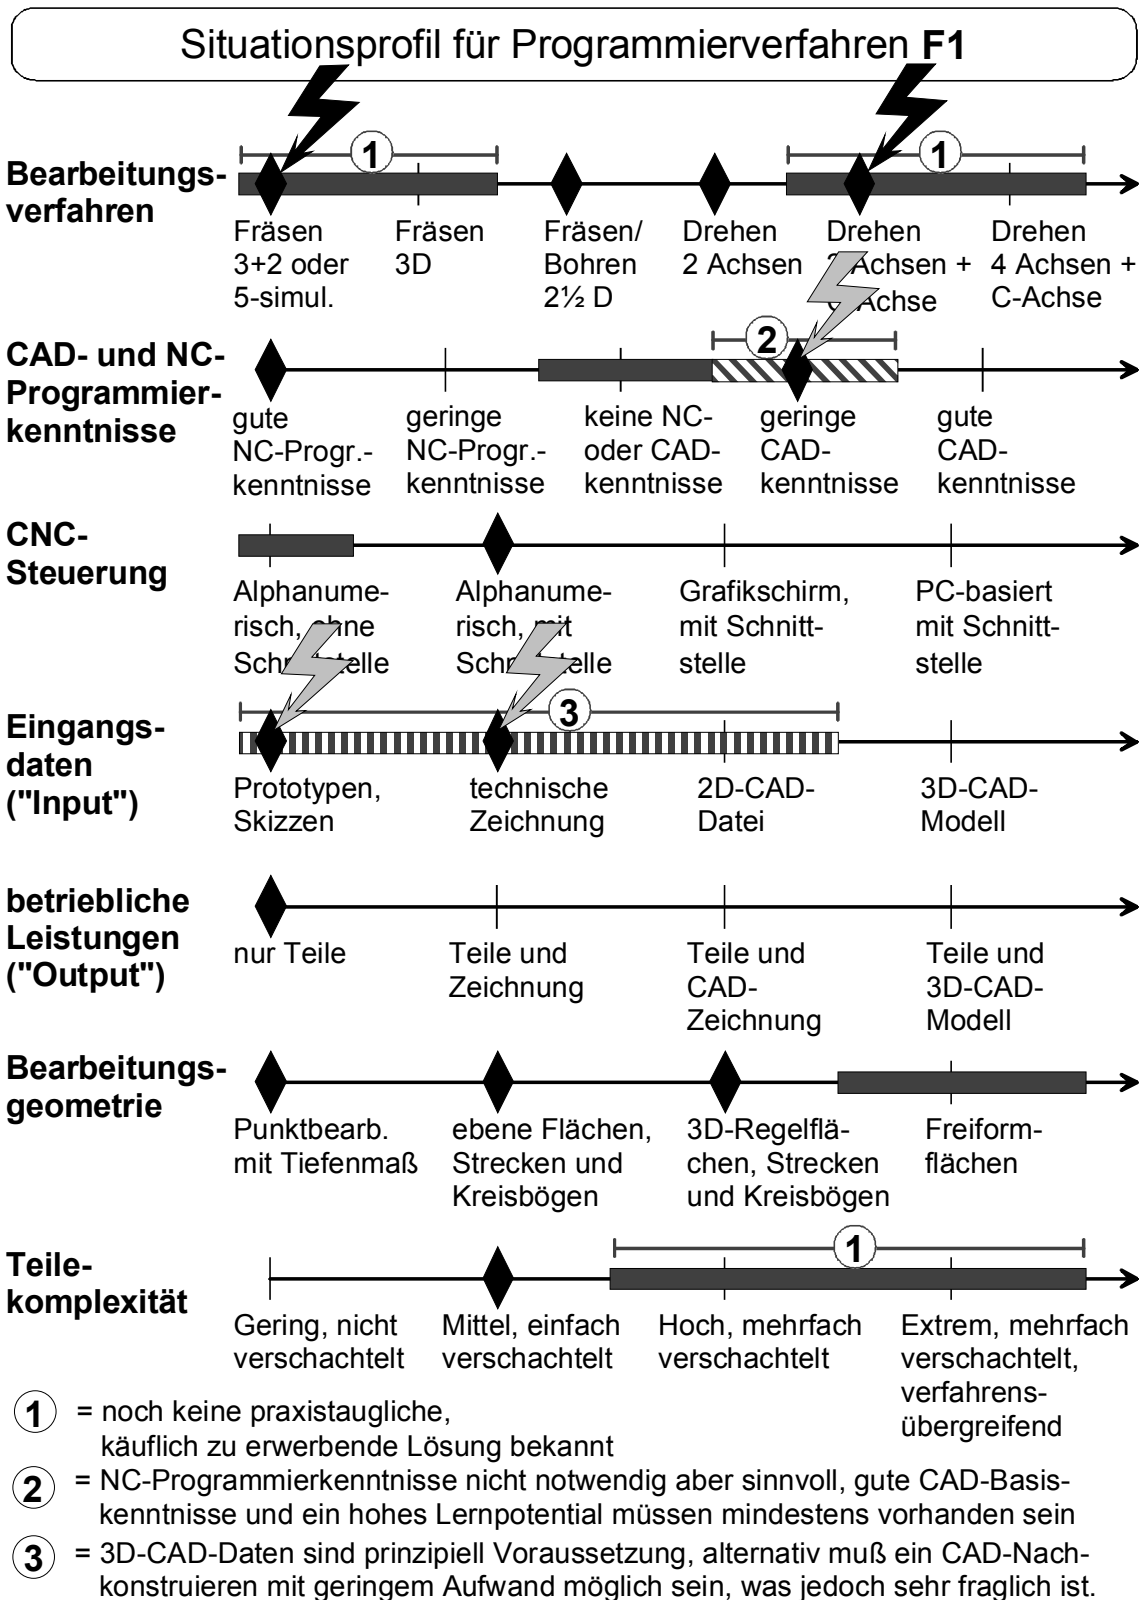 Situationsprofil für Programmierverfahren F1
1
1
Bearbeitungs-
verfahren
Fräsen
3+2 oder
5-simul.
Fräsen
3D
Fräsen/
Bohren
2½ D
Drehen
2 Achsen
Drehen
Achsen +
Achse
Drehen
4 Achsen +
C-Achse
CAD- und NC-
Programmier-
kenntnisse
2
gute
NC-Progr.-
kenntnisse
geringe
NC-Progr.-
kenntnisse
keine NC-
oder CAD-
kenntnisse
geringe
CAD-
kenntnisse
gute
CAD-
kenntnisse
CNC-
Steuerung
Alphanume-
risch, ohne
Schnittstelle
Alphanume-
risch, mit
Schnittstelle
Grafikschirm,
mit Schnitt-
stelle
PC-basiert
mit Schnitt-
stelle
Eingangs-
daten
("Input")
3
Prototypen,
Skizzen
technische
Zeichnung
2D-CAD-
Datei
3D-CAD-
Modell
betriebliche
Leistungen
("Output")
nur Teile
Teile und
Zeichnung
Teile und
CAD-
Zeichnung
Teile und
3D-CAD-
Modell
Bearbeitungs-
geometrie
Punktbearb.
mit Tiefenmaß
ebene Flächen,
Strecken und
Kreisbögen
3D-Regelflä-
chen, Strecken
und Kreisbögen
Freiform-
flächen
Teile-
komplexität
1
Gering, nicht
verschachtelt
Mittel, einfach
verschachtelt
Hoch, mehrfach
verschachtelt
Extrem, mehrfach
verschachtelt,
verfahrens-
übergreifend
1 = noch keine praxistaugliche,
käuflich zu erwerbende Lösung bekannt
2 = NC-Programmierkenntnisse nicht notwendig aber sinnvoll, gute CAD-Basis-
kenntnisse und ein hohes Lernpotential müssen mindestens vorhanden sein
3 = 3D-CAD-Daten sind prinzipiell Voraussetzung, alternativ muß ein CAD-Nach-
konstruieren mit geringem Aufwand möglich sein, was jedoch sehr fraglich ist.